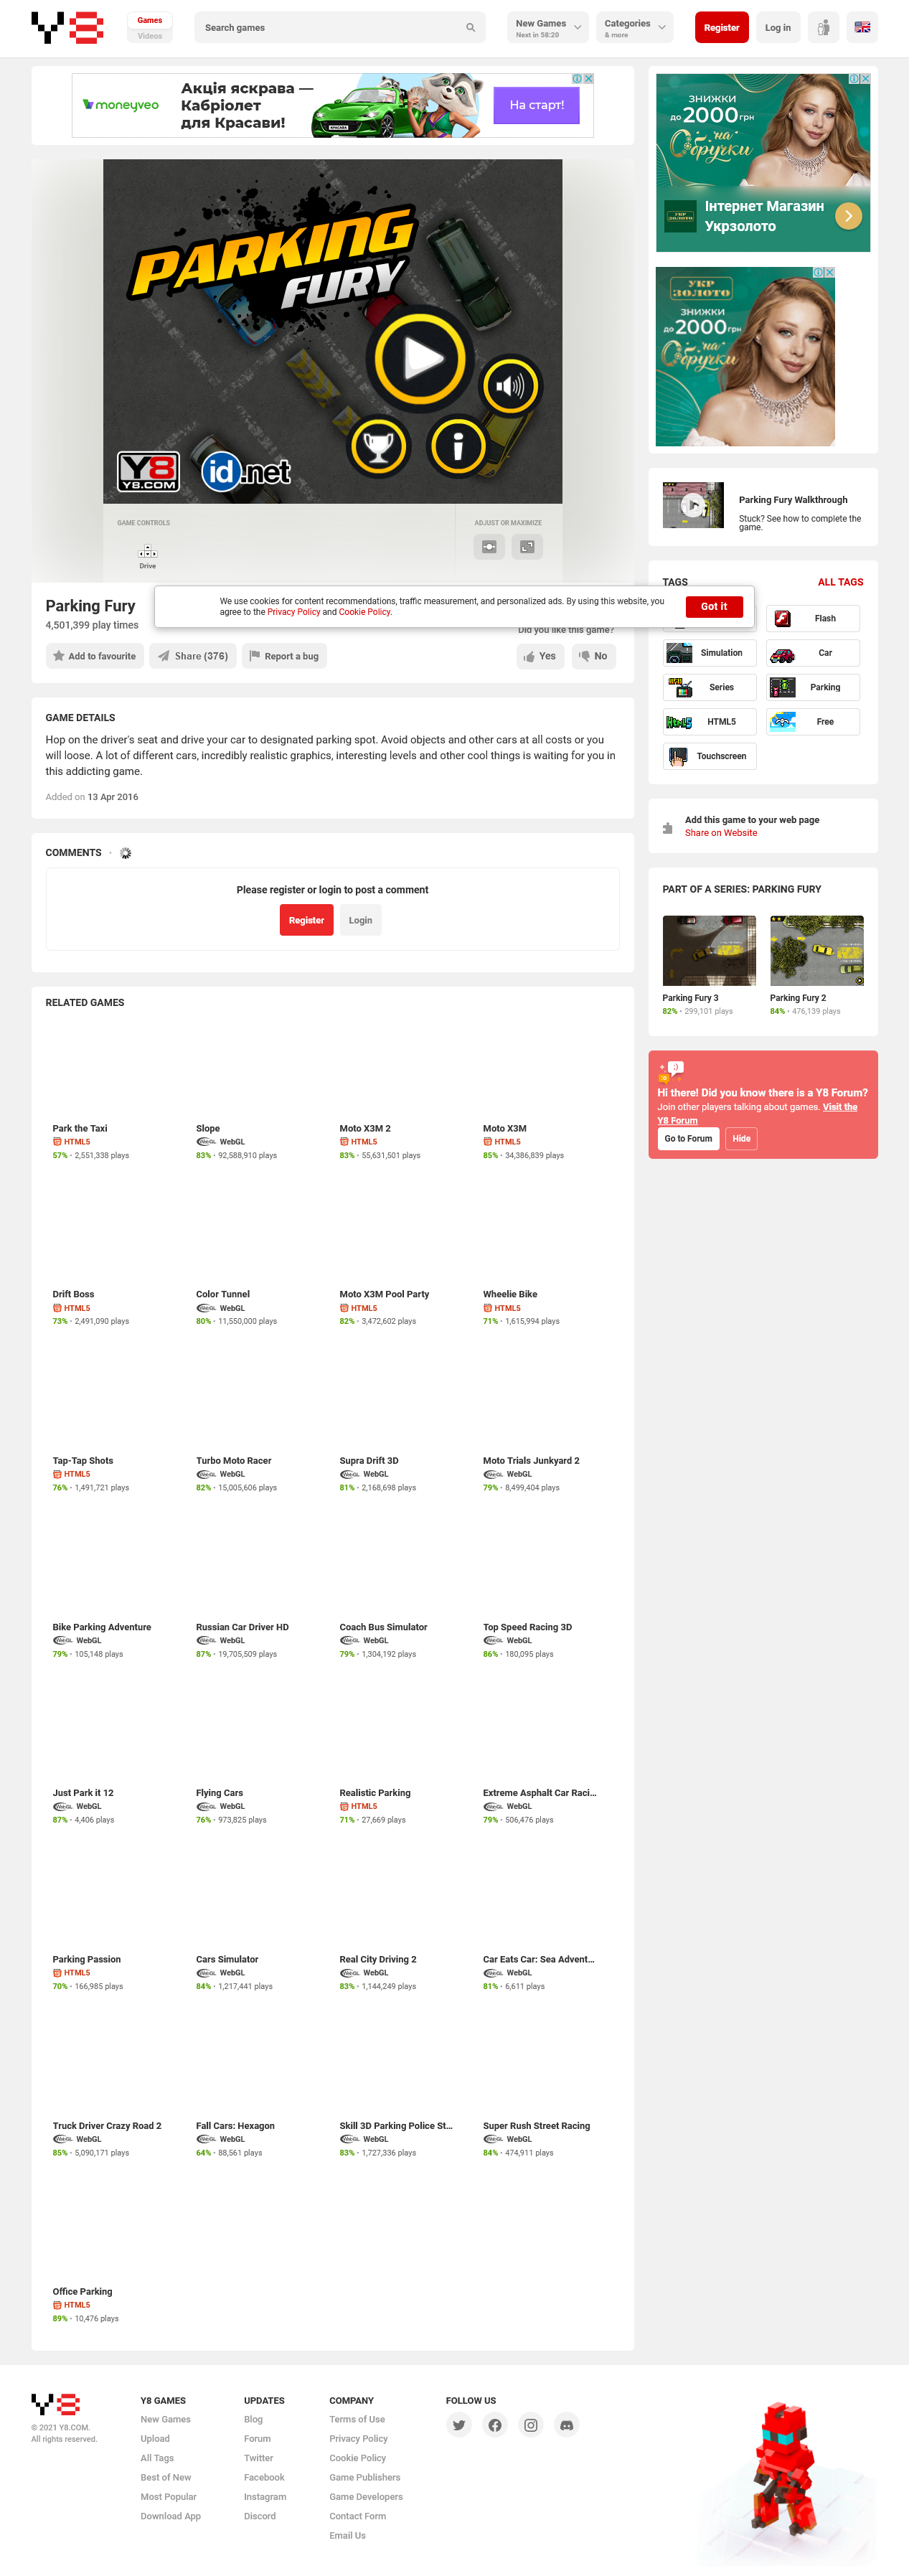 Y8
Games
Videos
Search games
New Games
Next in 58:20
Categories
& more
Register
Log in
moneyveo
Акція яскрава —
Кабріолет
для Красави!
На старт!
ЗНИЖКИ
до 2000 ГРН
на Обручки
УКР ЗОЛОТО
Інтернет Магазин
Укрзолото
УКР
ЗОЛОТО
ЗНИЖКИ
до 2000 ГРН
на Обручки
PARKING
FURY
Y8
Y8.COM
id.net
GAME CONTROLS
Drive
ADJUST OR MAXIMIZE
Parking Fury Walkthrough
Stuck? See how to complete the
game.
Parking Fury
4,501,399 play times
We use cookies for content recommendations, traffic measurement, and personalized ads. By using this website, you
agree to the Privacy Policy and Cookie Policy.
Got it
Did you like this game?
Add to favourite
Share (376)
Report a bug
Yes
No
TAGS
ALL TAGS
Flash
Simulation
Car
Series
Parking
HTML5
Free
Touchscreen
GAME DETAILS
Hop on the driver's seat and drive your car to designated parking spot. Avoid objects and other cars at all costs or you
will loose. A lot of different cars, incredibly realistic graphics, interesting levels and other cool things is waiting for you in
this addicting game.
Added on 13 Apr 2016
Add this game to your web page
Share on Website
COMMENTS
Please register or login to post a comment
Register
Login
PART OF A SERIES: PARKING FURY
Parking Fury 3
82% • 299,101 plays
Parking Fury 2
84% • 476,139 plays
Hi there! Did you know there is a Y8 Forum?
Join other players talking about games. Visit the
Y8 Forum
Go to Forum
Hide
RELATED GAMES
Park the Taxi
HTML5
57% • 2,551,338 plays
Slope
WebGL
83% • 92,588,910 plays
Moto X3M 2
HTML5
83% • 55,631,501 plays
Moto X3M
HTML5
85% • 34,386,839 plays
Drift Boss
HTML5
73% • 2,491,090 plays
Color Tunnel
WebGL
80% • 11,550,000 plays
Moto X3M Pool Party
HTML5
82% • 3,472,602 plays
Wheelie Bike
HTML5
71% • 1,615,994 plays
Tap-Tap Shots
HTML5
76% • 1,491,721 plays
Turbo Moto Racer
WebGL
82% • 15,005,606 plays
Supra Drift 3D
WebGL
81% • 2,168,698 plays
Moto Trials Junkyard 2
WebGL
79% • 8,499,404 plays
Bike Parking Adventure
WebGL
79% • 105,148 plays
Russian Car Driver HD
WebGL
87% • 19,705,509 plays
Coach Bus Simulator
WebGL
79% • 1,304,192 plays
Top Speed Racing 3D
WebGL
86% • 180,095 plays
Just Park it 12
WebGL
87% • 4,406 plays
Flying Cars
WebGL
76% • 973,825 plays
Realistic Parking
HTML5
71% • 27,669 plays
Extreme Asphalt Car Raci...
WebGL
79% • 506,476 plays
Parking Passion
HTML5
70% • 166,985 plays
Cars Simulator
WebGL
84% • 1,217,441 plays
Real City Driving 2
WebGL
83% • 1,144,249 plays
Car Eats Car: Sea Advent...
WebGL
81% • 6,611 plays
Truck Driver Crazy Road 2
WebGL
85% • 5,090,171 plays
Fall Cars: Hexagon
WebGL
64% • 88,561 plays
Skill 3D Parking Police St...
WebGL
83% • 1,727,336 plays
Super Rush Street Racing
WebGL
84% • 474,911 plays
Office Parking
HTML5
89% • 10,476 plays
Y8
© 2021 Y8.COM.
All rights reserved.
Y8 GAMES
New Games
Upload
All Tags
Best of New
Most Popular
Download App
UPDATES
Blog
Forum
Twitter
Facebook
Instagram
Discord
COMPANY
Terms of Use
Privacy Policy
Cookie Policy
Game Publishers
Game Developers
Contact Form
Email Us
FOLLOW US